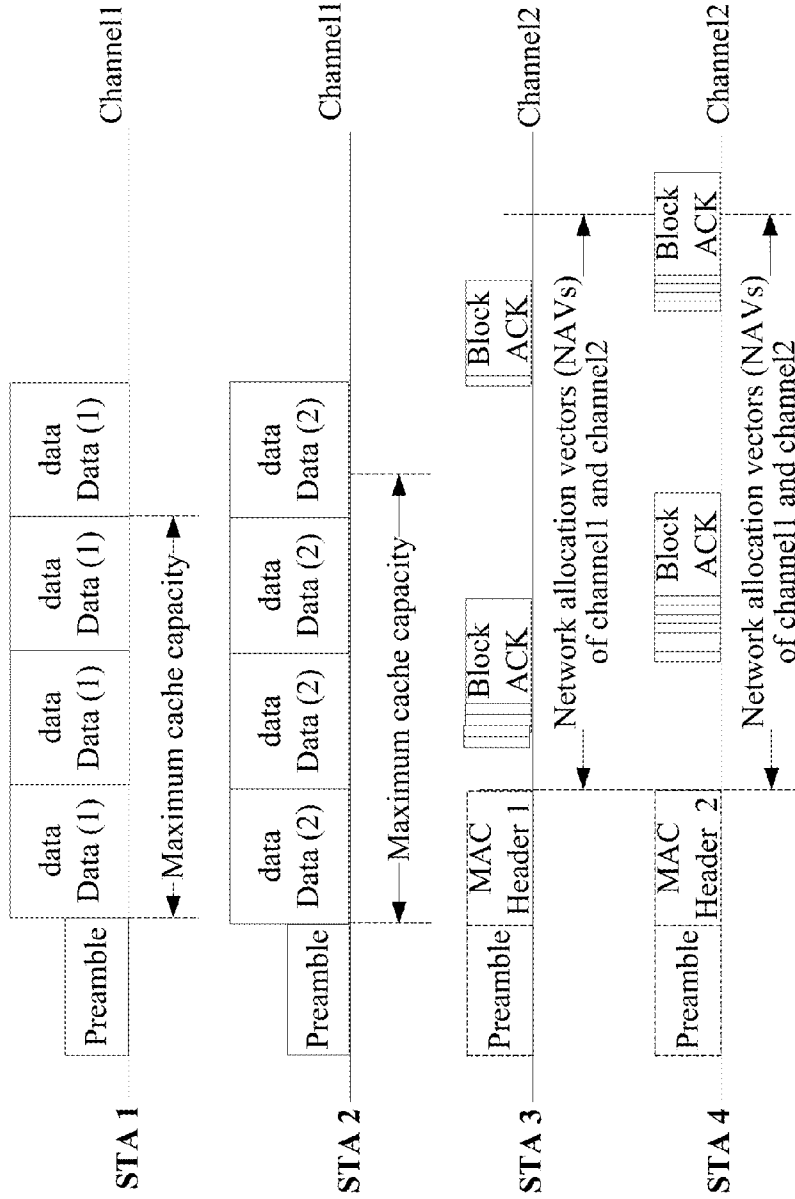 STA 1
Preamble
data
Data (1)
data
Data (1)
data
Data (1)
data
Data (1)
Channel1
Maximum cache capacity
STA 2
Preamble
data
Data (2)
data
Data (2)
data
Data (2)
data
Data (2)
Channel1
Maximum cache capacity
STA 3
Preamble
MAC
Header 1
Block
ACK
Block
ACK
Channel2
Network allocation vectors (NAVs)
of channel1 and channel2
STA 4
Preamble
MAC
Header 2
Block
ACK
Block
ACK
Channel2
Network allocation vectors (NAVs)
of channel1 and channel2